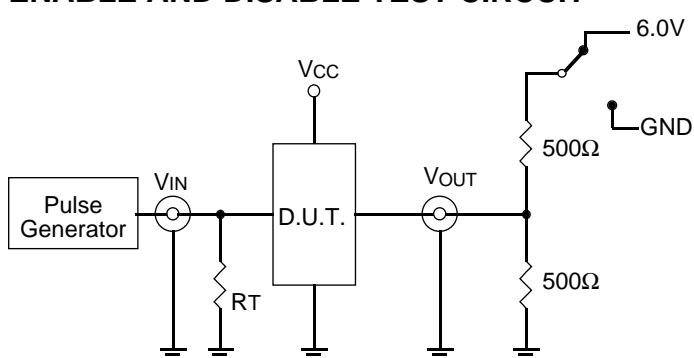 ENABLE AND DISABLE TEST CIRCUIT
6.0V
VCC
GND
500Ω
VIN
VOUT
Pulse
Generator
D.U.T.
RT
500Ω